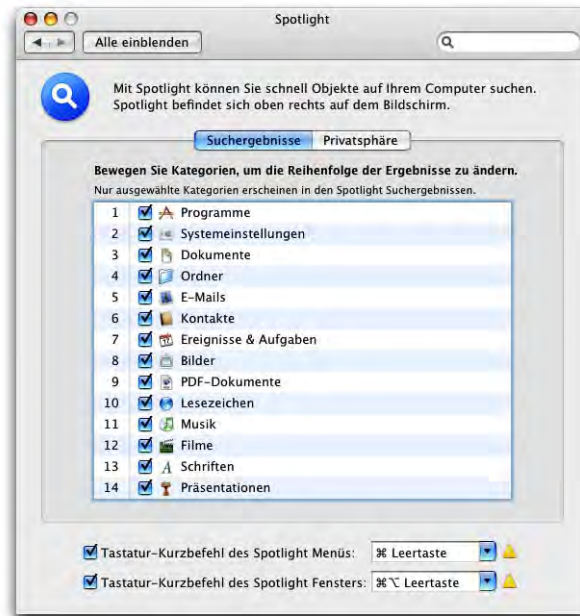 Spotlight
Alle einblenden
Mit Spotlight können Sie schnell Objekte auf Ihrem Computer suchen.
Spotlight befindet sich oben rechts auf dem Bildschirm.
Suchergebnisse Privatsphäre
Bewegen Sie Kategorien, um die Reihenfolge der Ergebnisse zu ändern.
Nur ausgewählte Kategorien erscheinen in den Spotlight Suchergebnissen.
1 Programme
2 Systemeinstellungen
3 Dokumente
4 Ordner
5 E-Mails
6 Kontakte
7 Ereignisse & Aufgaben
8 Bilder
9 PDF-Dokumente
10 Lesezeichen
11 Musik
12 Filme
13 Schriften
14 Präsentationen
Tastatur-Kurzbefehl des Spotlight Menüs: ⌘ Leertaste
Tastatur-Kurzbefehl des Spotlight Fensters: ⌘⌥ Leertaste